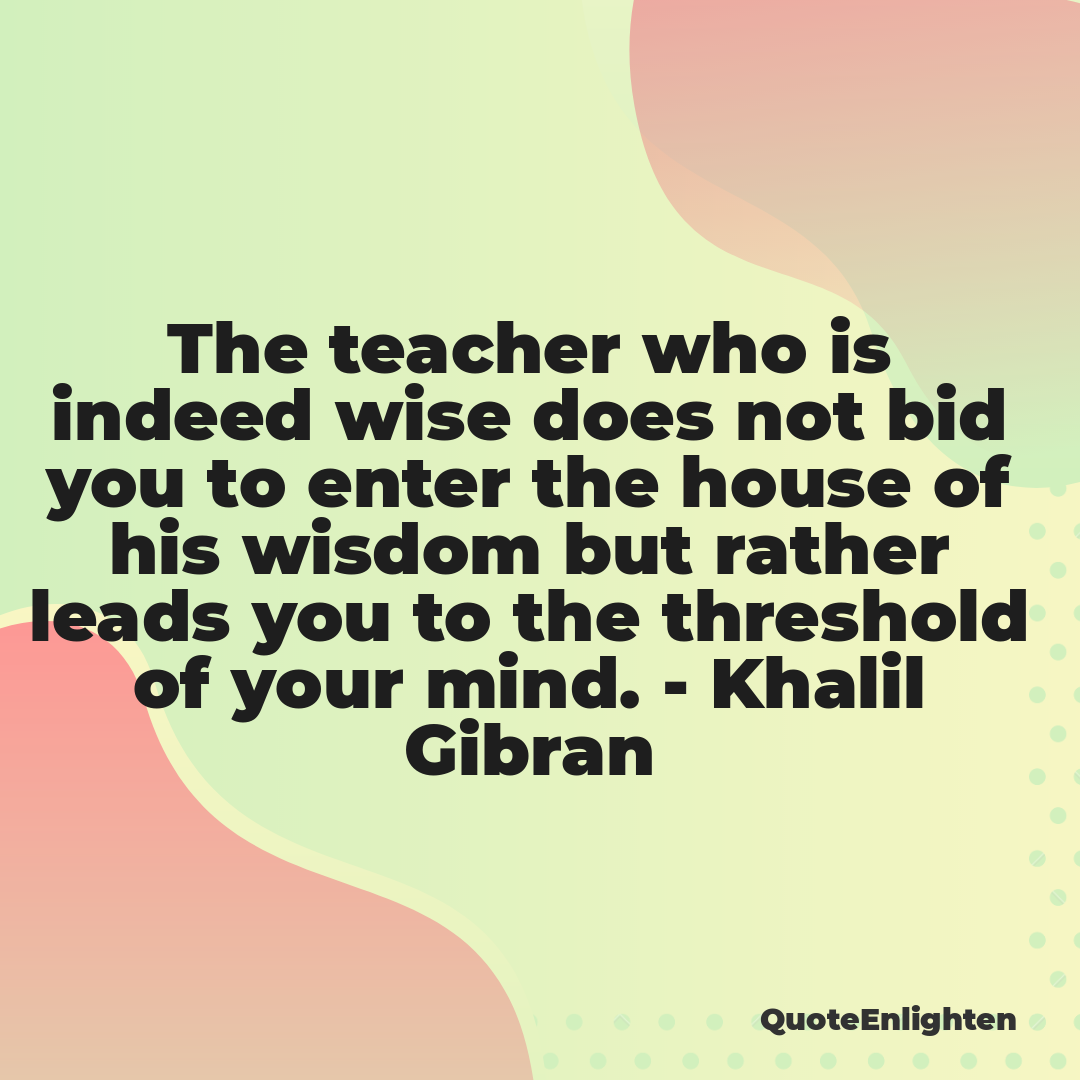 The teacher who is
indeed wise does not bid
you to enter the house of
his wisdom but rather
leads you to the threshold
of your mind. - Khalil
Gibran
QuoteEnlighten